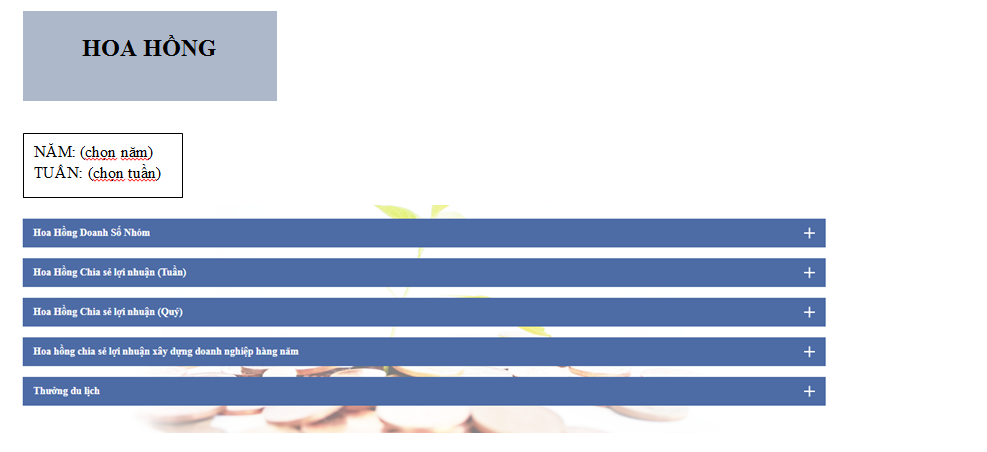 HOA HỒNG
NĂM: (chọn năm)
TUẦN: (chọn tuần)
Hoa Hồng Doanh Số Nhóm
Hoa Hồng Chia sẻ lợi nhuận (Tuần)
Hoa Hồng Chia sẻ lợi nhuận (Quý)
Hoa hồng chia sẻ lợi nhuận xây dựng doanh nghiệp hàng năm
Thưởng du lịch